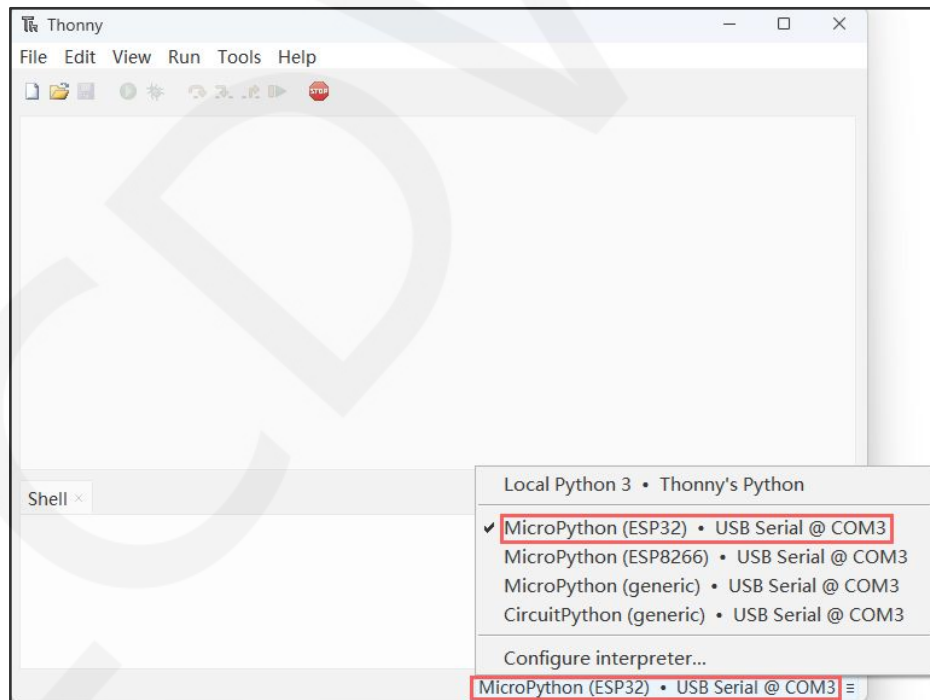 Thonny
File Edit View Run Tools Help
STOP
Shell ×
Local Python 3 • Thonny's Python
✔ MicroPython (ESP32) • USB Serial @ COM3
MicroPython (ESP8266) • USB Serial @ COM3
MicroPython (generic) • USB Serial @ COM3
CircuitPython (generic) • USB Serial @ COM3
Configure interpreter...
MicroPython (ESP32) • USB Serial @ COM3 ≡